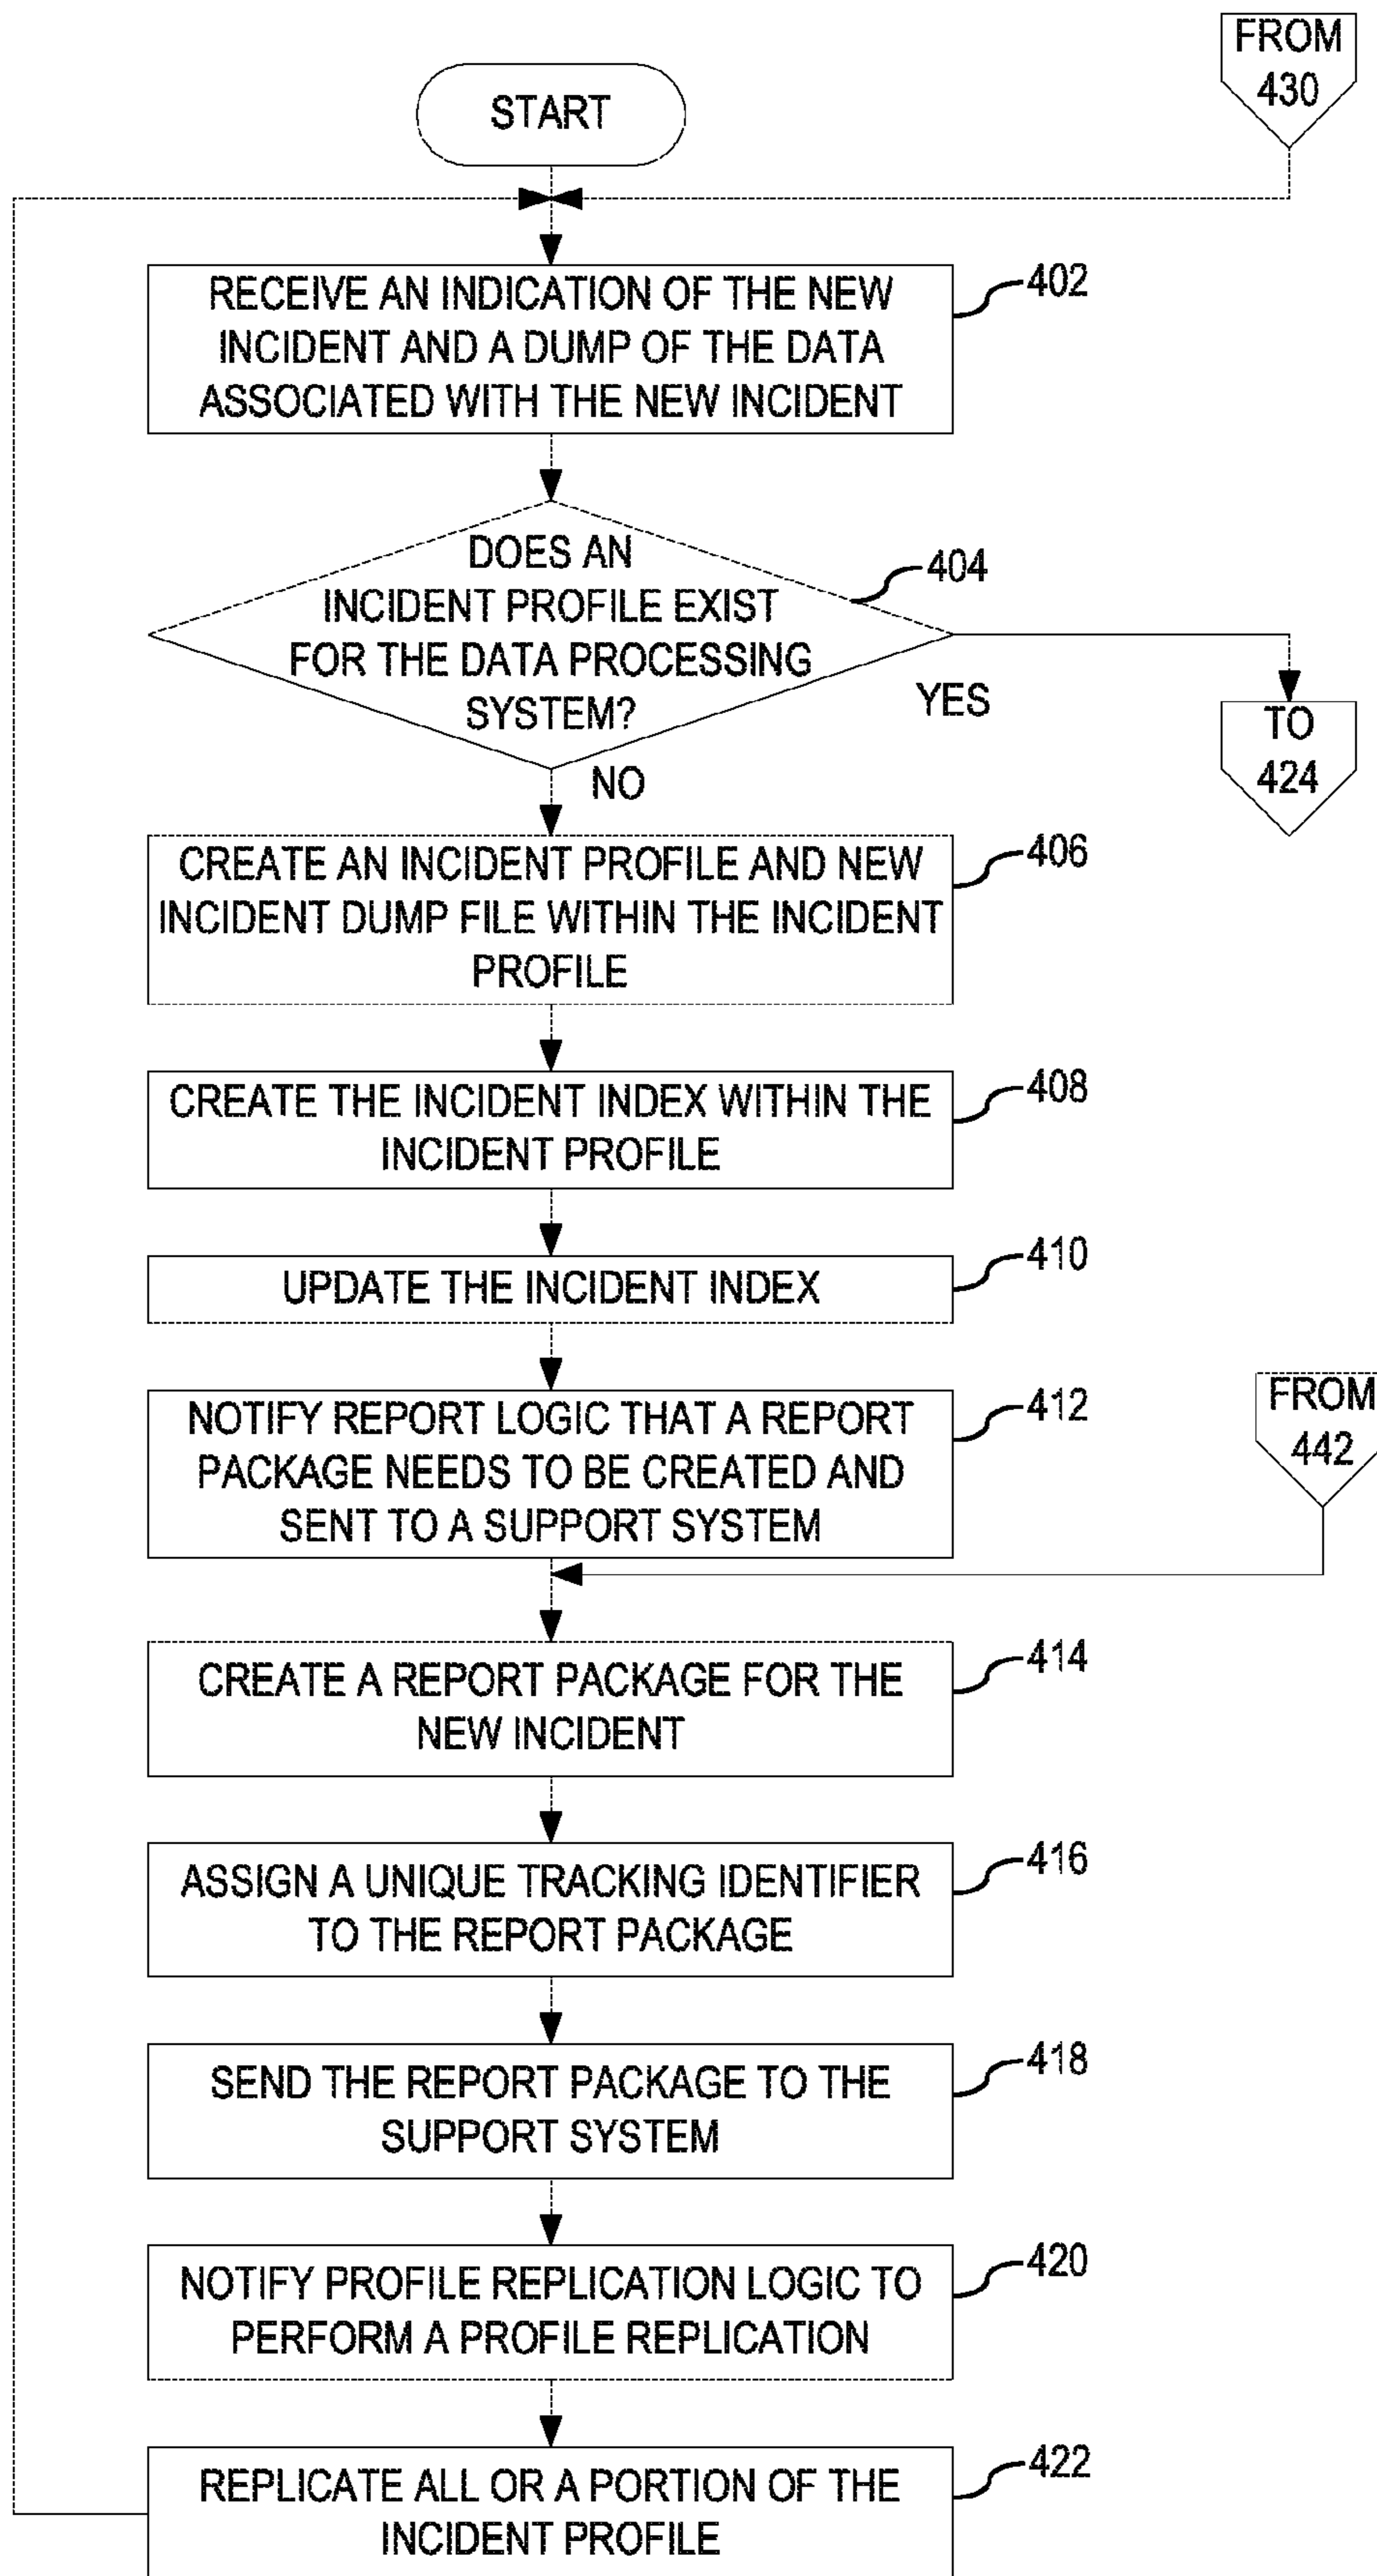 FROM
430
START
RECEIVE AN INDICATION OF THE NEW
INCIDENT AND A DUMP OF THE DATA
ASSOCIATED WITH THE NEW INCIDENT
402
DOES AN
INCIDENT PROFILE EXIST
FOR THE DATA PROCESSING
SYSTEM?
404
YES
TO
424
NO
CREATE AN INCIDENT PROFILE AND NEW
INCIDENT DUMP FILE WITHIN THE INCIDENT
PROFILE
406
CREATE THE INCIDENT INDEX WITHIN THE
INCIDENT PROFILE
408
UPDATE THE INCIDENT INDEX
410
NOTIFY REPORT LOGIC THAT A REPORT
PACKAGE NEEDS TO BE CREATED AND
SENT TO A SUPPORT SYSTEM
412
FROM
442
CREATE A REPORT PACKAGE FOR THE
NEW INCIDENT
414
ASSIGN A UNIQUE TRACKING IDENTIFIER
TO THE REPORT PACKAGE
416
SEND THE REPORT PACKAGE TO THE
SUPPORT SYSTEM
418
NOTIFY PROFILE REPLICATION LOGIC TO
PERFORM A PROFILE REPLICATION
420
REPLICATE ALL OR A PORTION OF THE
INCIDENT PROFILE
422